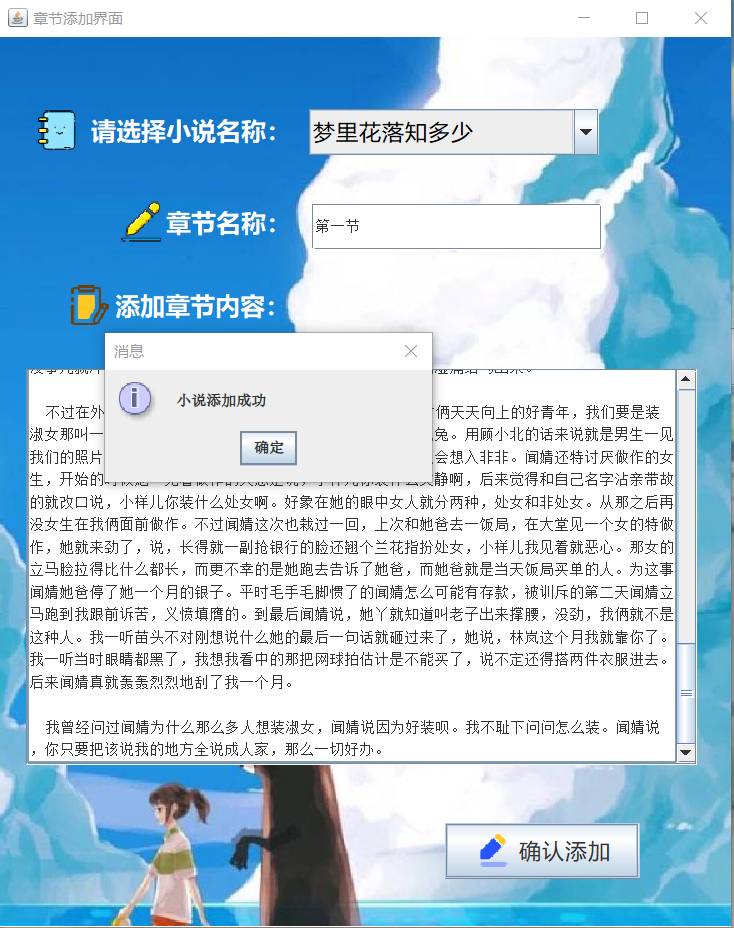 章节添加界面
请选择小说名称：
梦里花落知多少
章节名称：
第一节
添加章节内容：
消息
小说添加成功
确定
不过在外
俩天天向上的好青年，我们要是装
淑女那叫一
兔。用顾小北的话来说就是男生一见
我们的照片
会想入非非。闻婧还特讨厌做作的女
生，开始的
后来觉得和自己名字沾亲带故
的就改口说，小样儿你装什么处女啊。好象在她的眼中女人就分两种，处女和非处女。从那之后再
没女生在我俩面前做作。不过闻婧这次也栽过一回，上次和她爸去一饭局，在大堂见一个女的特做
作，她就来劲了，说，长得就一副抢银行的脸还翘个兰花指扮处女，小样儿我见着就恶心。那女的
立马脸拉得比什么都长，而更不幸的是她跑去告诉了她爸，而她爸就是当天饭局买单的人。为这事
闻婧她爸停了她一个月的银子。平时毛手毛脚惯了的闻婧怎么可能有存款，被训斥的第二天闻婧立
马跑到我跟前诉苦，义愤填膺的。到最后闻婧说，她丫就知道叫老子出来撑腰，没劲，我俩就不是
这种人。我一听苗头不对刚想说什么她的最后一句话就砸过来了，她说，林岚这个月我就靠你了。
我一听当时眼睛都黑了，我想我看中的那把网球拍估计是不能买了，说不定还得搭两件衣服进去。
后来闻婧真就轰轰烈烈地刮了我一个月。
我曾经问过闻婧为什么那么多人想装淑女，闻婧说因为好装呗。我不耻下问问怎么装。闻婧说
，你只要把该说我的地方全说成人家，那么一切好办。
确认添加